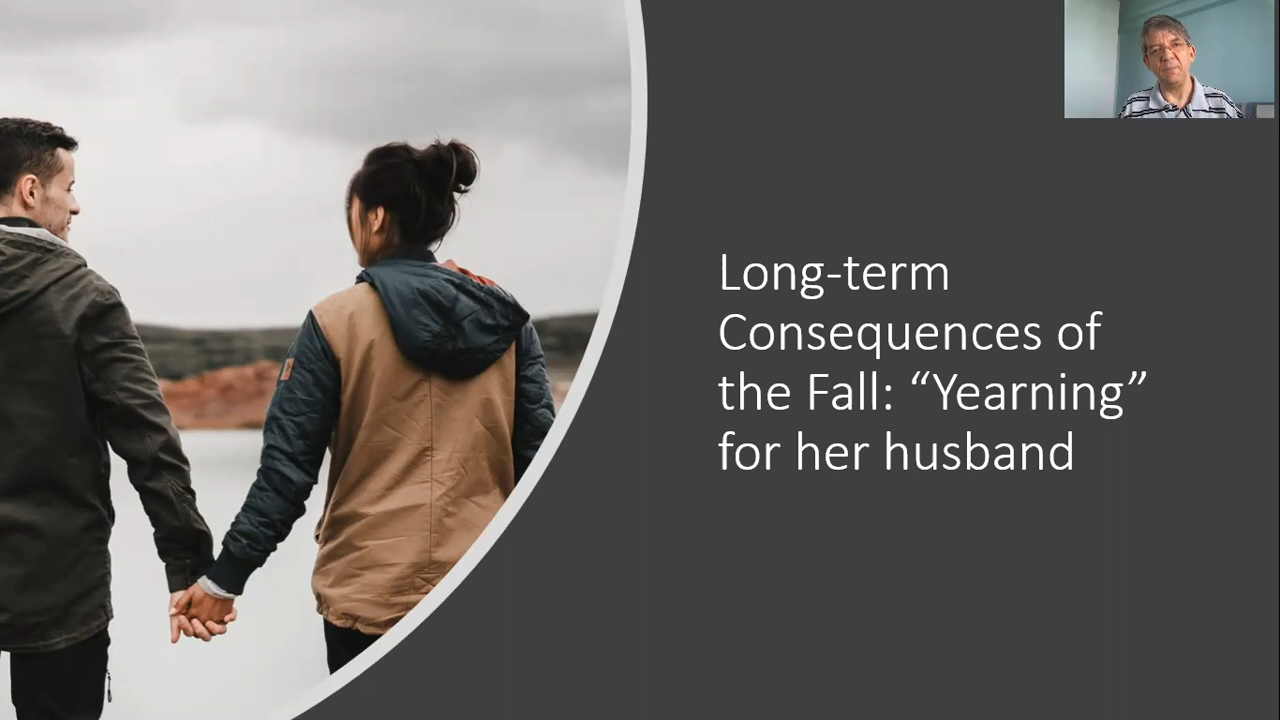 Long-term
Consequences of
the Fall: “Yearning”
for her husband